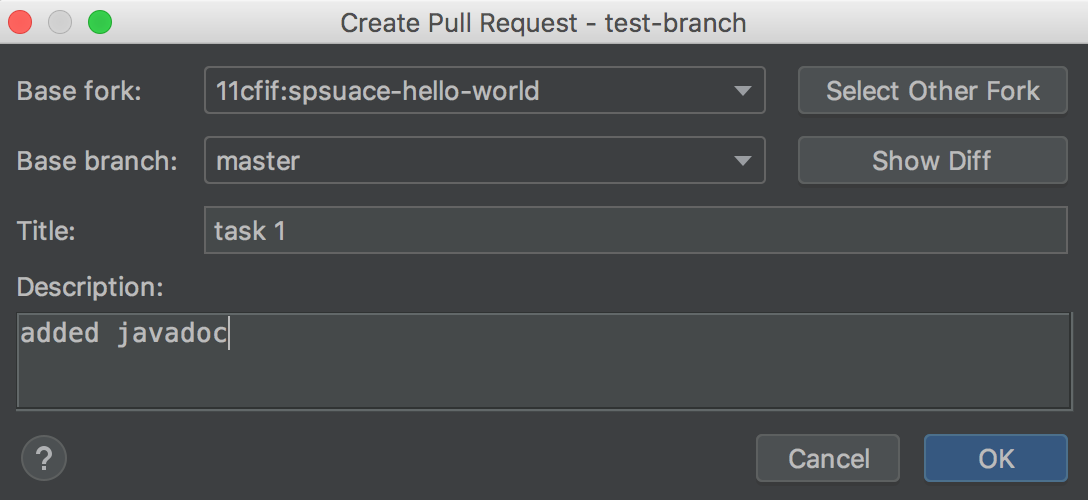 Create Pull Request - test-branch
Base fork: 11cfif:spsuace-hello-world Select Other Fork
Base branch: master Show Diff
Title: task 1
Description:
added javadoc
? Cancel OK